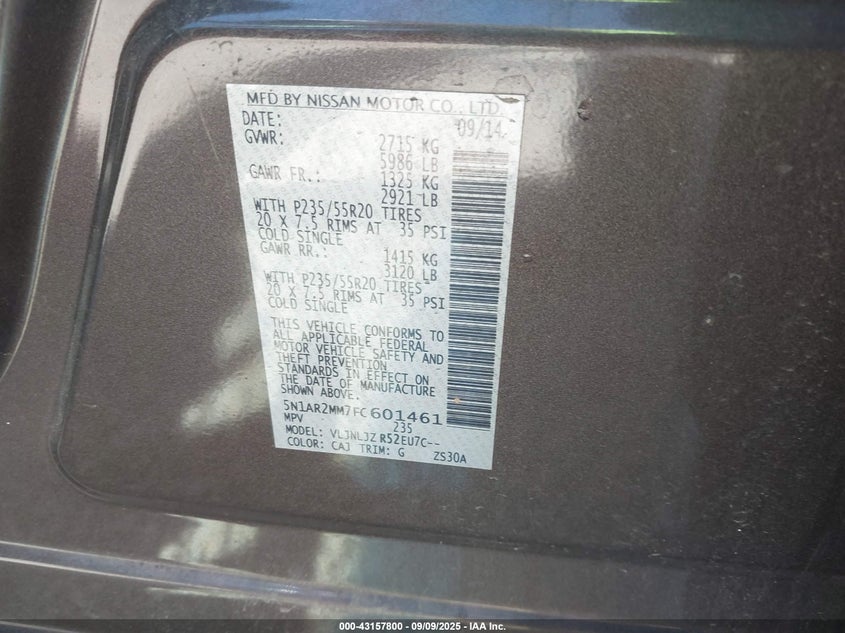 MFD BY NISSAN MOTOR CO., LTD.
DATE: 09/14
GVWR: 2715 KG
5986 LB
GAWR FR.: 1325 KG
2921 LB
WITH P235/55R20 TIRES
20 X 7.5 RIMS AT 35 PSI
COLD SINGLE
GAWR RR.: 1415 KG
3120 LB
WITH P235/55R20 TIRES
20 X 7.5 RIMS AT 35 PSI
COLD SINGLE
THIS VEHICLE CONFORMS TO
ALL APPLICABLE FEDERAL
MOTOR VEHICLE SAFETY AND
THEFT PREVENTION
STANDARDS IN EFFECT ON
THE DATE OF MANUFACTURE
SHOWN ABOVE.
5N1AR2MM7FC601461
MPV 235
MODEL: VLJNLJZ R52EU7C--
COLOR: CAJ TRIM: G ZS30A
000-43157800 - 09/09/2025 - IAA Inc.